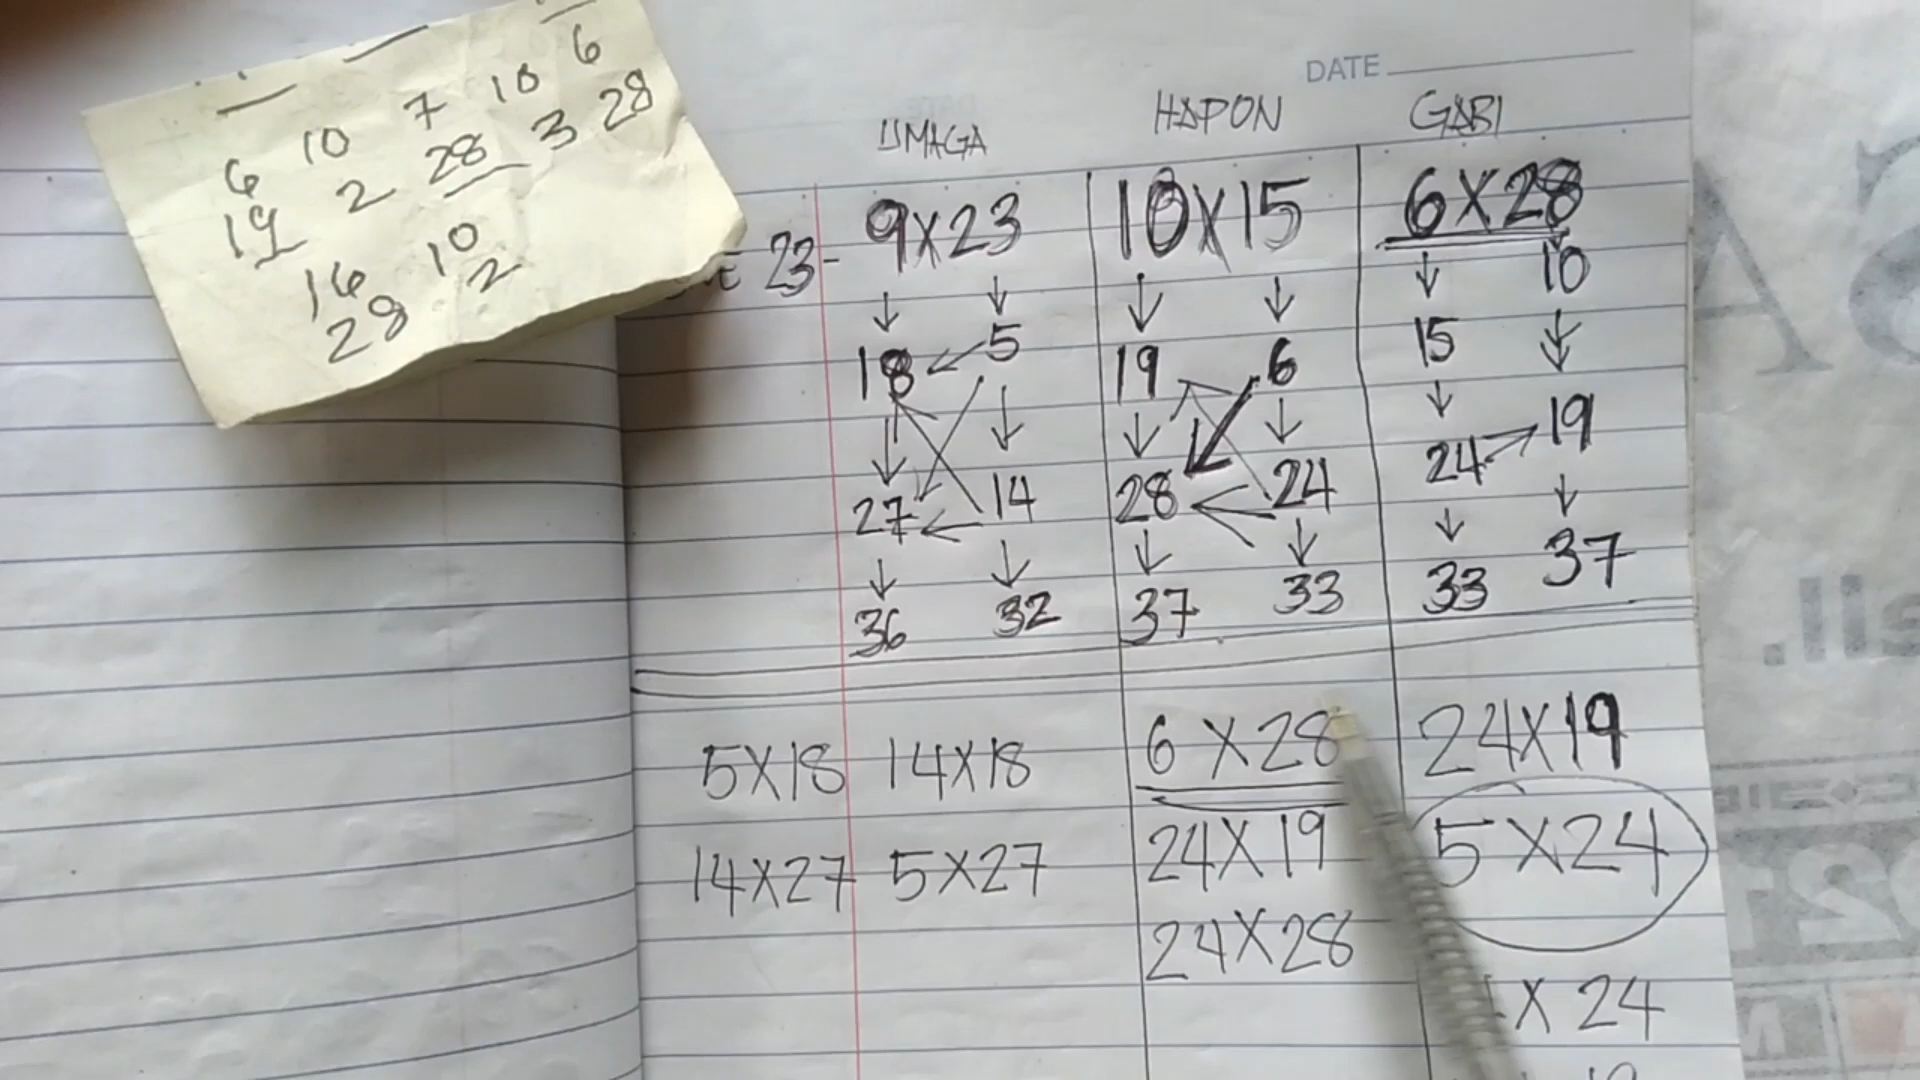 6
6 10 7 10 28
19 2 28 3
16 10
28 2
DATE
UMAGA HAPON GABI
23- 9X23 10X15 6X28
10
18 5 19 6 15
24 19
27 14 28 24
36 32 37 33 33 37
5X18 14X18 6X28 24X19
14X27 5X27 24X19 5X24
24X28
X 24